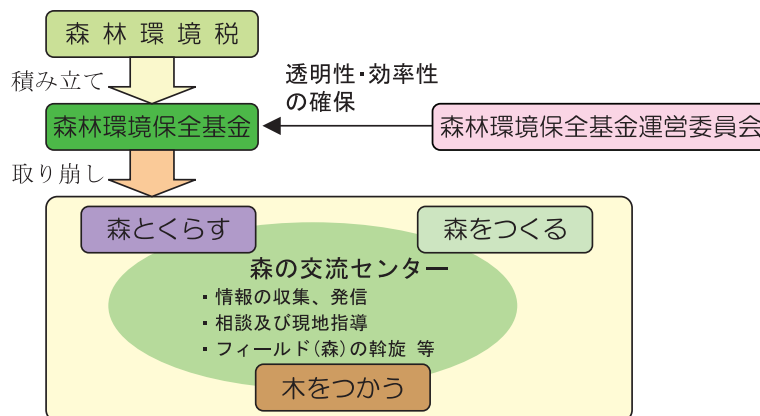 森林環境税
積み立て
透明性・効率性
の確保
森林環境保全基金
森林環境保全基金運営委員会
取り崩し
森とくらす
森をつくる
森の交流センター
・情報の収集、発信
・相談及び現地指導
・フィールド(森)の斡旋 等
木をつかう